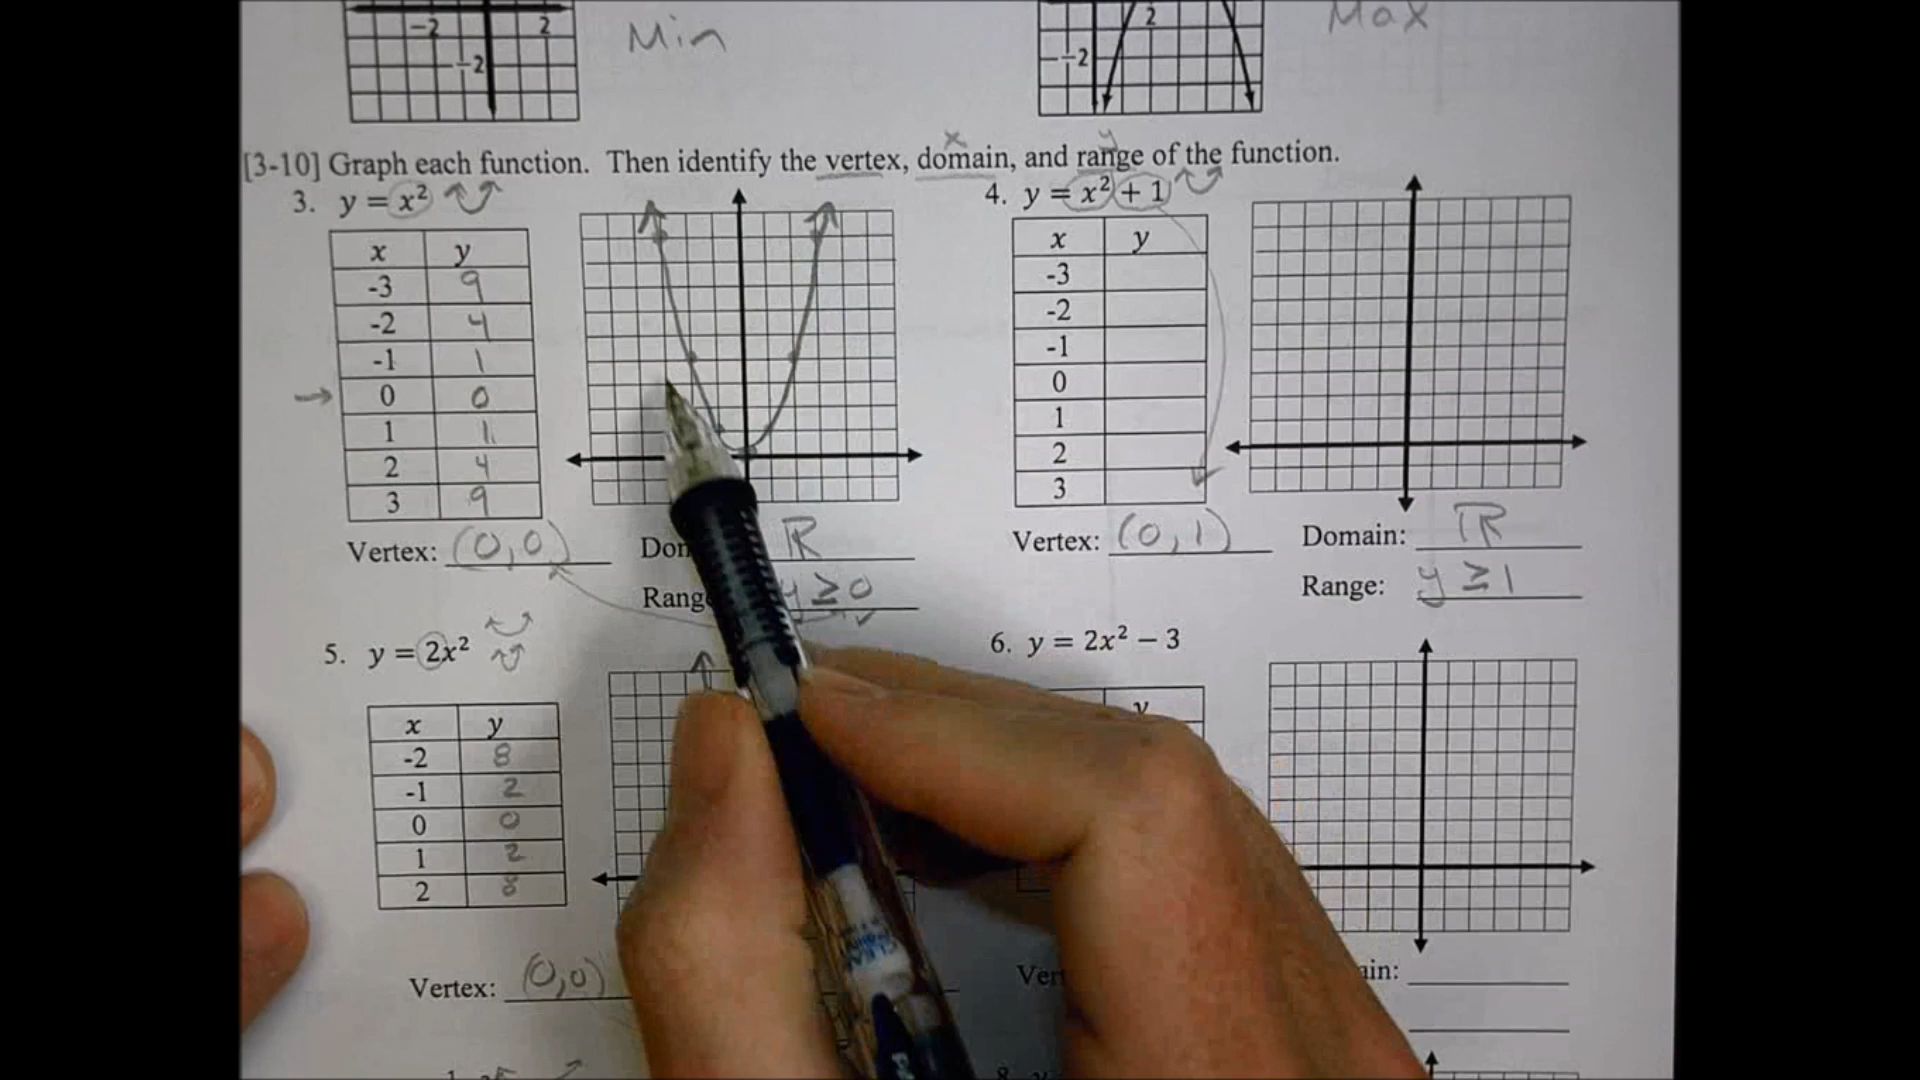 -2 2
-2
Min
2
-2
Max
x y
[3-10] Graph each function. Then identify the vertex, domain, and range of the function.
3. y = x²
x y
-3 9
-2 4
-1 1
0 0
1 1
2 4
3 9
Vertex: (0,0)
ℝ
y ≥ 0
4. y = x² + 1
x y
-3
-2
-1
0
1
2
3
Vertex: (0,1)
Domain: ℝ
Range: y ≥ 1
5. y = 2x²
x y
-2 8
-1 2
0 0
1 2
2 8
Vertex: (0,0)
6. y = 2x² − 3
y